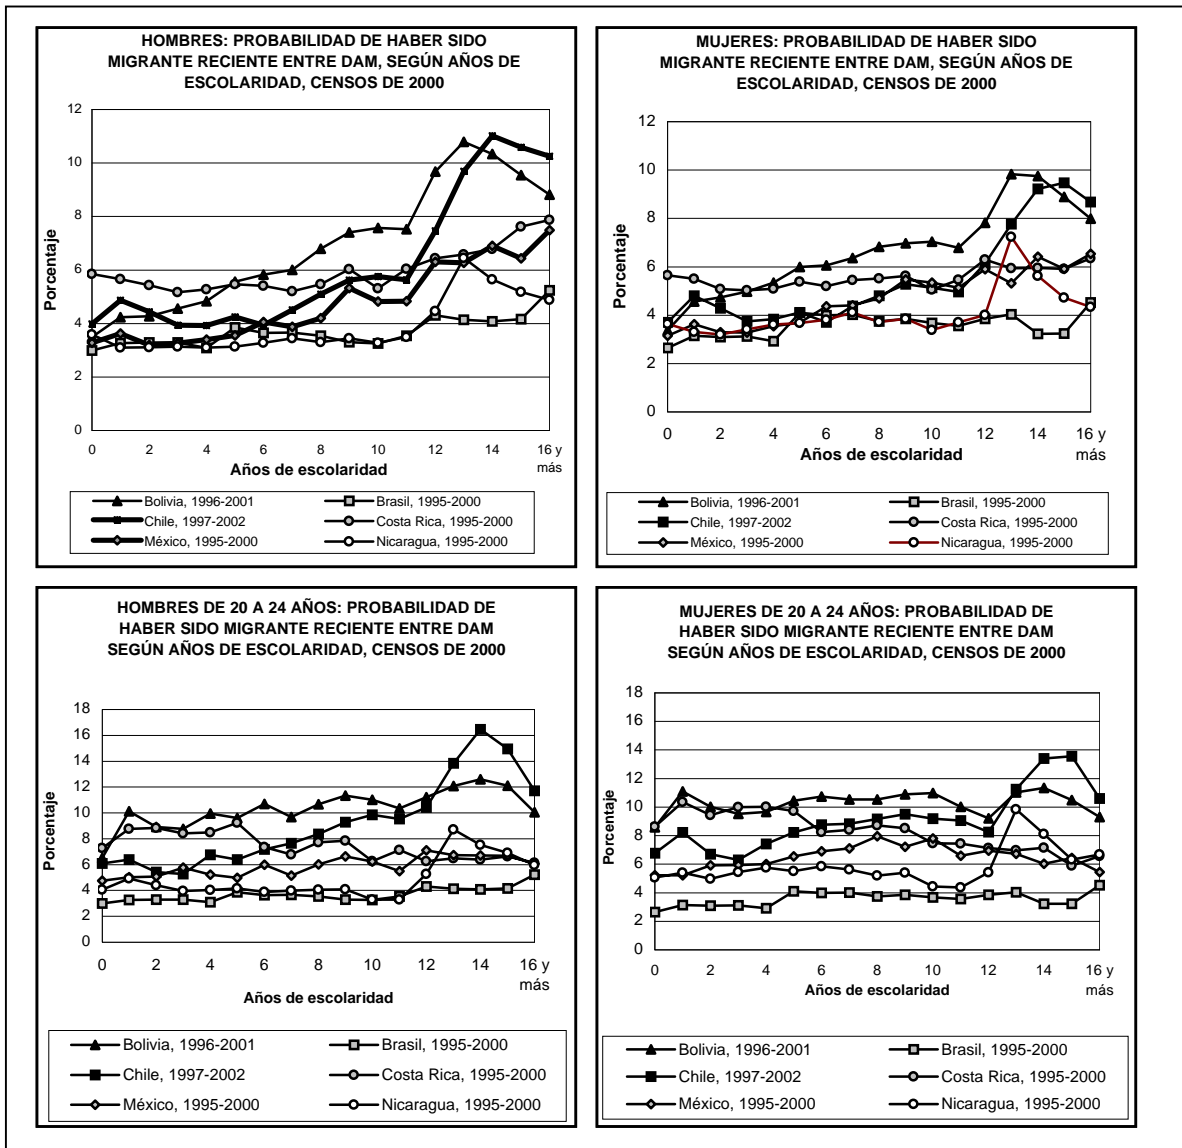 HOMBRES: PROBABILIDAD DE HABER SIDO
MIGRANTE RECIENTE ENTRE DAM, SEGÚN AÑOS DE
ESCOLARIDAD, CENSOS DE 2000
12
10
8
6
4
2
0
Porcentaje
0 2 4 6 8 10 12 14 16 y
más
Años de escolaridad
Bolivia, 1996-2001 Brasil, 1995-2000
Chile, 1997-2002 Costa Rica, 1995-2000
México, 1995-2000 Nicaragua, 1995-2000
MUJERES: PROBABILIDAD DE HABER SIDO
MIGRANTE RECIENTE ENTRE DAM, SEGÚN AÑOS DE
ESCOLARIDAD, CENSOS DE 2000
12
10
8
6
4
2
0
Porcentaje
0 2 4 6 8 10 12 14 16 y
más
Años de escolaridad
Bolivia, 1996-2001 Brasil, 1995-2000
Chile, 1997-2002 Costa Rica, 1995-2000
México, 1995-2000 Nicaragua, 1995-2000
HOMBRES DE 20 A 24 AÑOS: PROBABILIDAD DE
HABER SIDO MIGRANTE RECIENTE ENTRE DAM
SEGÚN AÑOS DE ESCOLARIDAD, CENSOS DE 2000
18
16
14
12
10
8
6
4
2
0
Porcentaje
0 2 4 6 8 10 12 14 16 y
más
Años de escolaridad
Bolivia, 1996-2001 Brasil, 1995-2000
Chile, 1997-2002 Costa Rica, 1995-2000
México, 1995-2000 Nicaragua, 1995-2000
MUJERES DE 20 A 24 AÑOS: PROBABILIDAD DE
HABER SIDO MIGRANTE RECIENTE ENTRE DAM
SEGÚN AÑOS DE ESCOLARIDAD, CENSOS DE 2000
18
16
14
12
10
8
6
4
2
0
Porcentaje
0 2 4 6 8 10 12 14 16 y
más
Años de escolaridad
Bolivia, 1996-2001 Brasil, 1995-2000
Chile, 1997-2002 Costa Rica, 1995-2000
México, 1995-2000 Nicaragua, 1995-2000